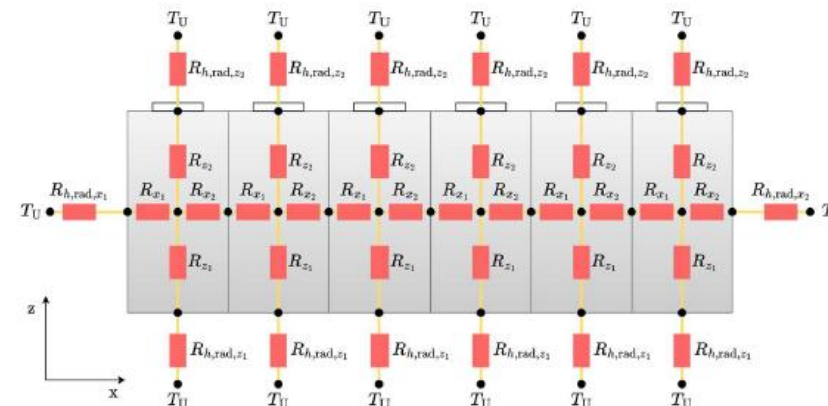 T_U T_U T_U T_U T_U T_U
R_{h,rad,z_2} R_{h,rad,z_2} R_{h,rad,z_2} R_{h,rad,z_2} R_{h,rad,z_2} R_{h,rad,z_2}
R_{z_2} R_{z_2} R_{z_2} R_{z_2} R_{z_2} R_{z_2}
R_{h,rad,x_1} R_{x_1} R_{x_2} R_{x_1} R_{x_2} R_{x_1} R_{x_2} R_{x_1} R_{x_2} R_{x_1} R_{x_2} R_{x_1} R_{x_2} R_{h,rad,x_2}
T_U T
R_{z_1} R_{z_1} R_{z_1} R_{z_1} R_{z_1} R_{z_1}
z
R_{h,rad,z_1} R_{h,rad,z_1} R_{h,rad,z_1} R_{h,rad,z_1} R_{h,rad,z_1} R_{h,rad,z_1}
x
T_U T_U T_U T_U T_U T_U